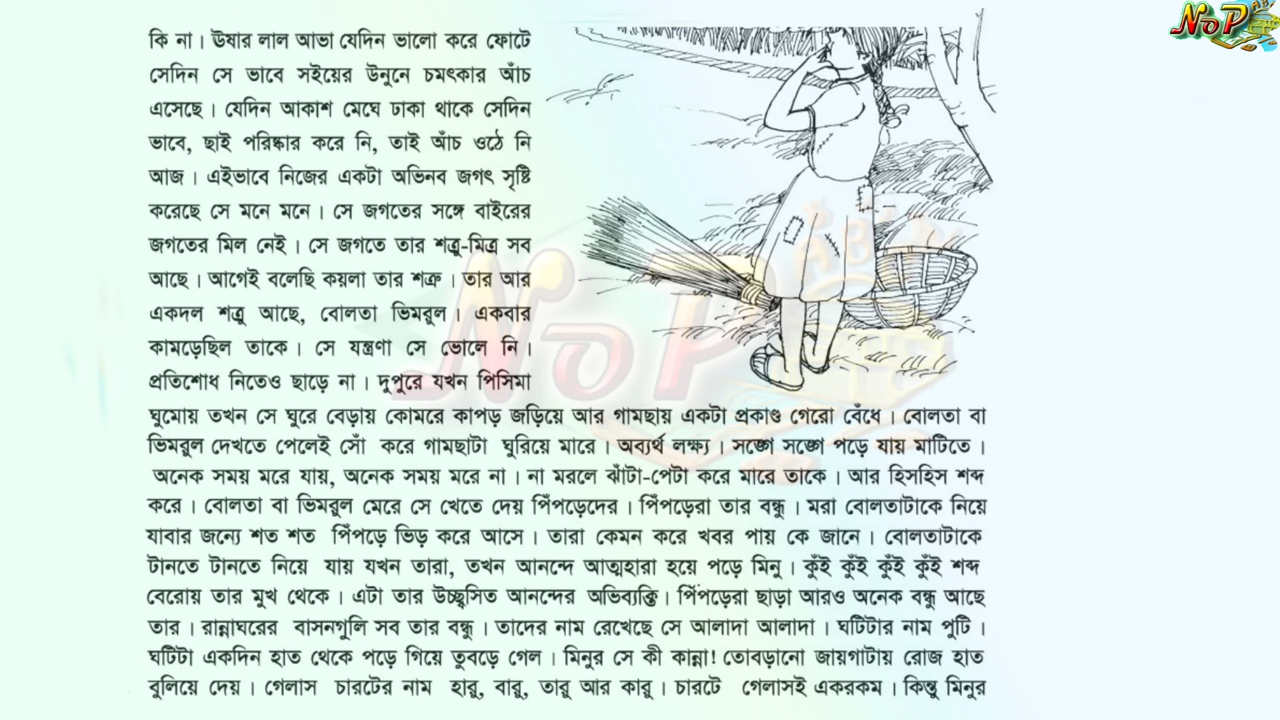 NoP
কি না। ঊষার লাল আভা যেদিন ভালো করে ফোটে
সেদিন সে ভাবে সইয়ের উনুনে চমৎকার আঁচ
এসেছে। যেদিন আকাশ মেঘে ঢাকা থাকে সেদিন
ভাবে, ছাই পরিষ্কার করে নি, তাই আঁচ ওঠে নি
আজ। এইভাবে নিজের একটা অভিনব জগৎ সৃষ্টি
করেছে সে মনে মনে। সে জগতের সঙ্গে বাইরের
জগতের মিল নেই। সে জগতে তার শত্রু-মিত্র সব
আছে। আগেই বলেছি কয়লা তার শত্রু। তার আর
একদল শত্রু আছে, বোলতা ভিমরুল। একবার
কামড়েছিল তাকে। সে যন্ত্রণা সে ভোলে নি।
প্রতিশোধ নিতেও ছাড়ে না। দুপুরে যখন পিসিমা
ঘুমোয় তখন সে ঘুরে বেড়ায় কোমরে কাপড় জড়িয়ে আর গামছায় একটা প্রকাণ্ড গেরো বেঁধে। বোলতা বা
ভিমরুল দেখতে পেলেই সোঁ করে গামছাটা ঘুরিয়ে মারে। অব্যর্থ লক্ষ্য। সঙ্গে সঙ্গে পড়ে যায় মাটিতে।
অনেক সময় মরে যায়, অনেক সময় মরে না। না মরলে ঝাঁটা-পেটা করে মারে তাকে। আর হিসহিস শব্দ
করে। বোলতা বা ভিমরুল মেরে সে খেতে দেয় পিঁপড়েদের। পিঁপড়েরা তার বন্ধু। মরা বোলতাটাকে নিয়ে
যাবার জন্যে শত শত পিঁপড়ে ভিড় করে আসে। তারা কেমন করে খবর পায় কে জানে। বোলতাটাকে
টানতে টানতে নিয়ে যায় যখন তারা, তখন আনন্দে আত্মহারা হয়ে পড়ে মিনু। কুঁই কুঁই কুঁই কুঁই শব্দ
বেরোয় তার মুখ থেকে। এটা তার উচ্ছ্বসিত আনন্দের অভিব্যক্তি। পিঁপড়েরা ছাড়া আরও অনেক বন্ধু আছে
তার। রান্নাঘরের বাসনগুলি সব তার বন্ধু। তাদের নাম রেখেছে সে আলাদা আলাদা। ঘটিটার নাম পুটি।
ঘটিটা একদিন হাত থেকে পড়ে গিয়ে তুবড়ে গেল। মিনুর সে কী কান্না! তোবড়ানো জায়গাটায় রোজ হাত
বুলিয়ে দেয়। গেলাস চারটের নাম হারু, বারু, তারু আর কারু। চারটে গেলাসই একরকম। কিন্তু মিনুর